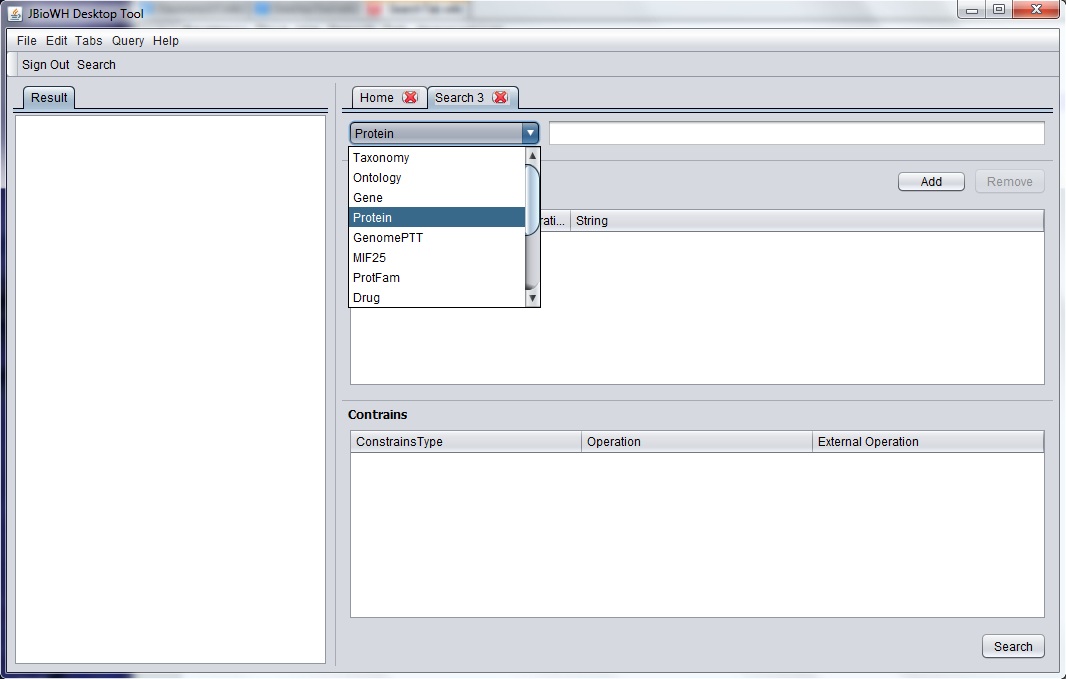 JBioWH Desktop Tool
File Edit Tabs Query Help
Sign Out Search
Result
Home Search 3
Protein
Taxonomy
Ontology
Gene
Protein
GenomePTT
MIF25
ProtFam
Drug
Add Remove
rati... String
Contrains
ConstrainsType Operation External Operation
Search